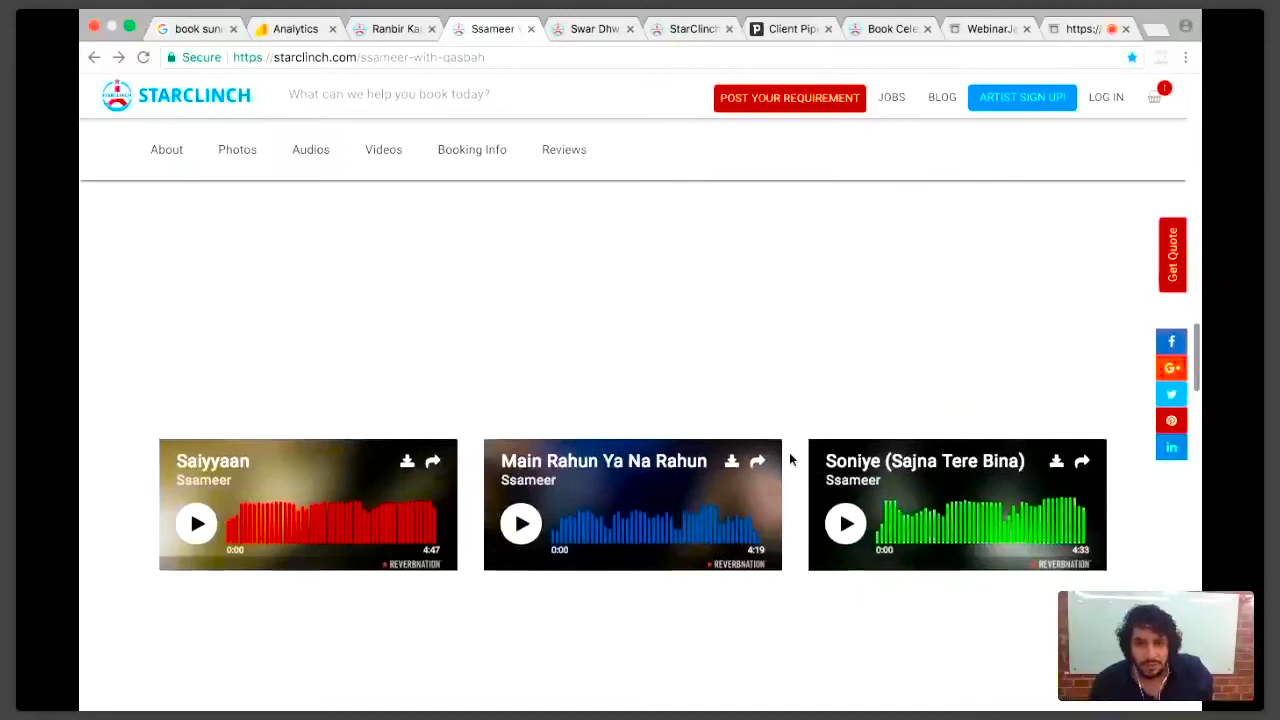 book sun
Analytics
Ranbir Ka
Ssameer
Swar Dhw
StarClinch
Client Pip
Book Cele
WebinarJe
https:/
Secure https://starclinch.com/ssameer-with-qasbah
STARCLINCH
What can we help you book today?
POST YOUR REQUIREMENT
JOBS
BLOG
ARTIST SIGN UP!
LOG IN
!
About
Photos
Audios
Videos
Booking Info
Reviews
Get Quote
Saiyyaan
Ssameer
0:00
4:47
REVERBNATION
Main Rahun Ya Na Rahun
Ssameer
0:00
4:19
REVERBNATION
Soniye (Sajna Tere Bina)
Ssameer
0:00
4:33
REVERBNATION